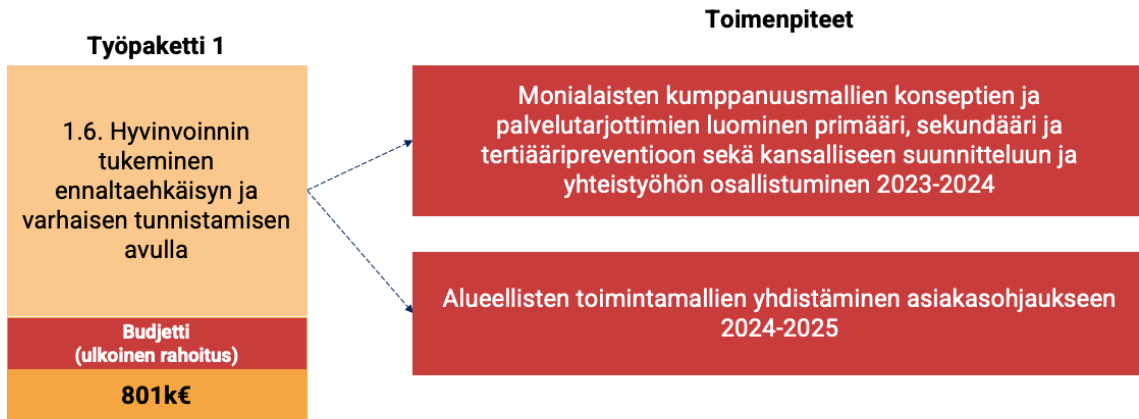 Työpaketti 1
1.6. Hyvinvoinnin
tukeminen
ennaltaehkäisyn ja
varhaisen tunnistamisen
avulla
Budjetti
(ulkoinen rahoitus)
801k€
Toimenpiteet
Monialaisten kumppanuusmallien konseptien ja
palvelutarjottimien luominen primääri, sekundääri ja
tertiääripreventioon sekä kansalliseen suunnitteluun ja
yhteistyöhön osallistuminen 2023-2024
Alueellisten toimintamallien yhdistäminen asiakasohjaukseen
2024-2025